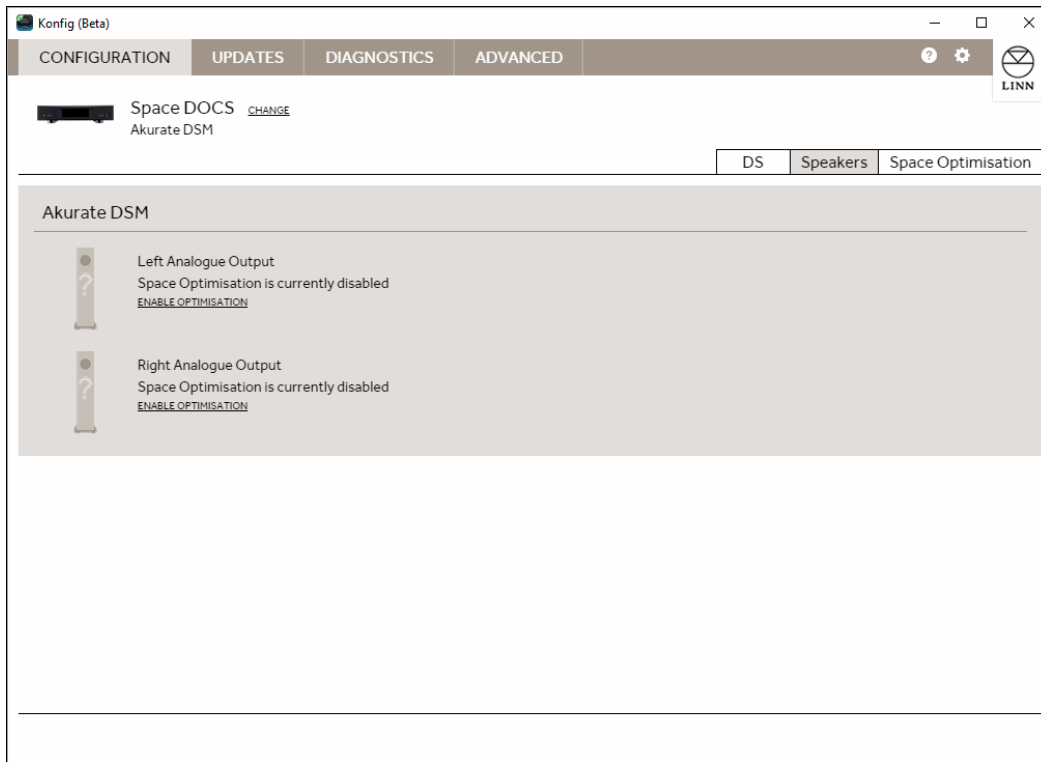 Konfig (Beta)
CONFIGURATION UPDATES DIAGNOSTICS ADVANCED ?
LINN
Space DOCS CHANGE
Akurate DSM
DS Speakers Space Optimisation
Akurate DSM
?
Left Analogue Output
Space Optimisation is currently disabled
ENABLE OPTIMISATION
?
Right Analogue Output
Space Optimisation is currently disabled
ENABLE OPTIMISATION